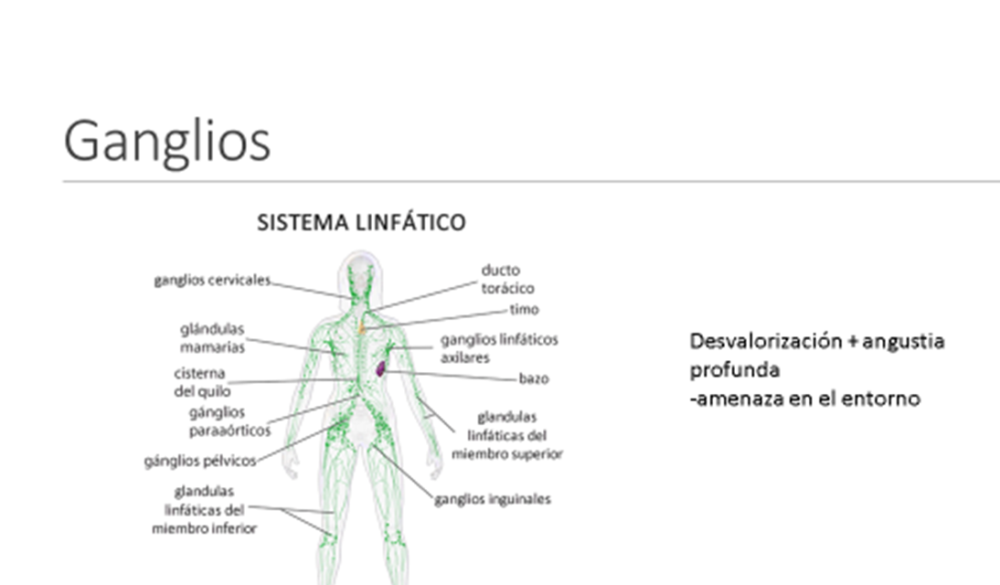 Ganglios
SISTEMA LINFÁTICO
ganglios cervicales
glándulas
mamarias
cisterna
del quilo
gánglios
paraaórticos
gánglios pélvicos
glandulas
linfáticas del
miembro inferior
ducto
torácico
timo
ganglios linfáticos
axilares
bazo
glandulas
linfáticas del
miembro superior
ganglios inguinales
Desvalorización + angustia
profunda
-amenaza en el entorno